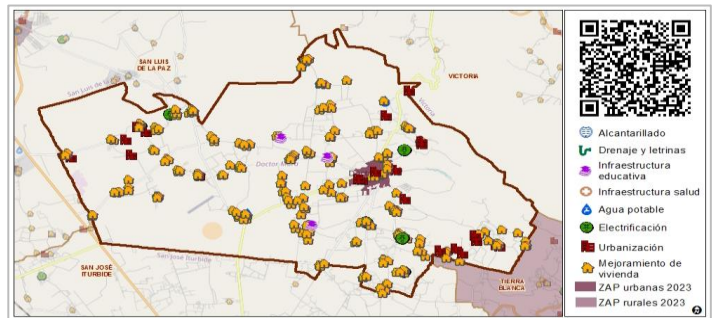 SAN LUIS
DE LA PAZ
VICTORIA
San Luis de la
Victoria
Doctor Mora
San José Iturbide
SAN JOSÉ
ITURBIDE
TIERRA
BLANCA
Alcantarillado
Drenaje y letrinas
Infraestructura
educativa
Infraestructura salud
Agua potable
Electrificación
Urbanización
Mejoramiento de
vivienda
ZAP urbanas 2023
ZAP rurales 2023